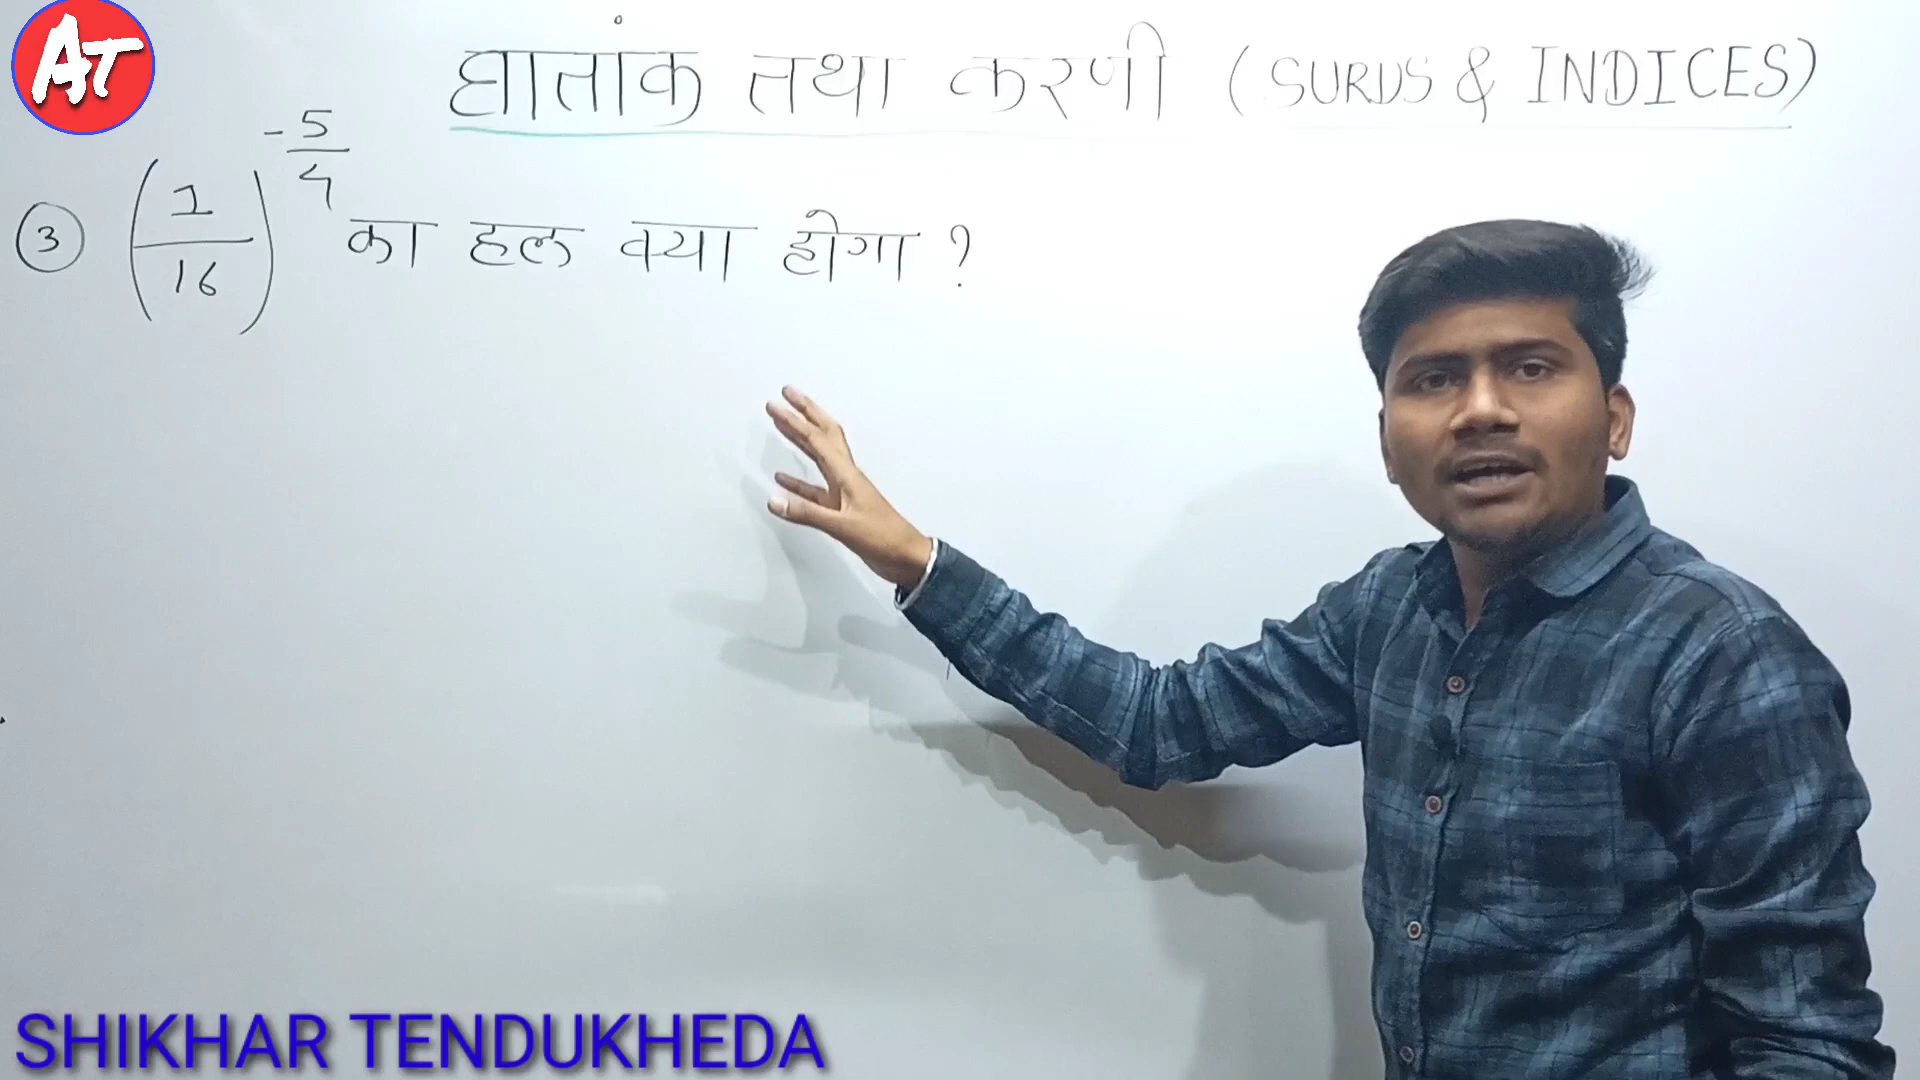 AT
घातांक तथा करणी (SURDS & INDICES)
③ (1/16)^-5/4 का हल क्या होगा ?
SHIKHAR TENDUKHEDA